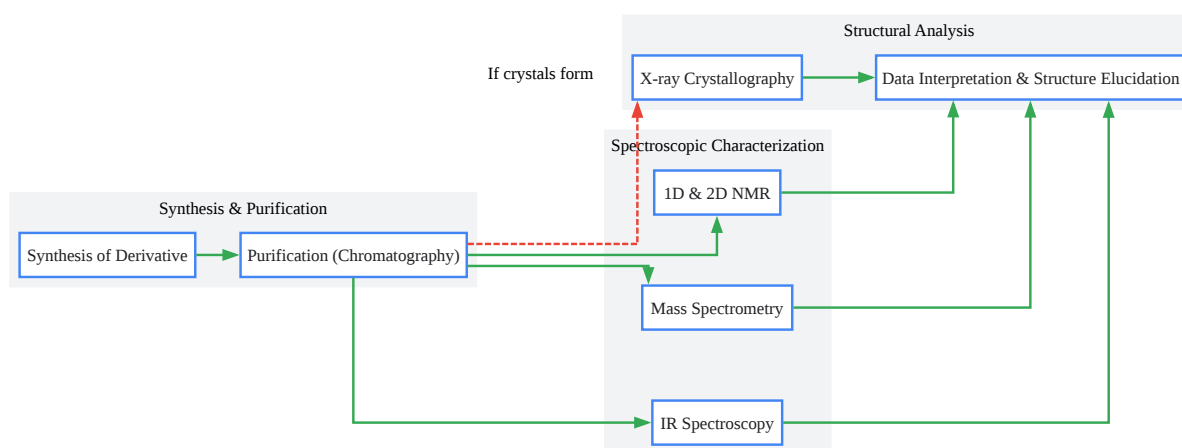 Structural Analysis
If crystals form
X-ray Crystallography
Data Interpretation & Structure Elucidation
Spectroscopic Characterization
1D & 2D NMR
Synthesis & Purification
Synthesis of Derivative
Purification (Chromatography)
Mass Spectrometry
IR Spectroscopy